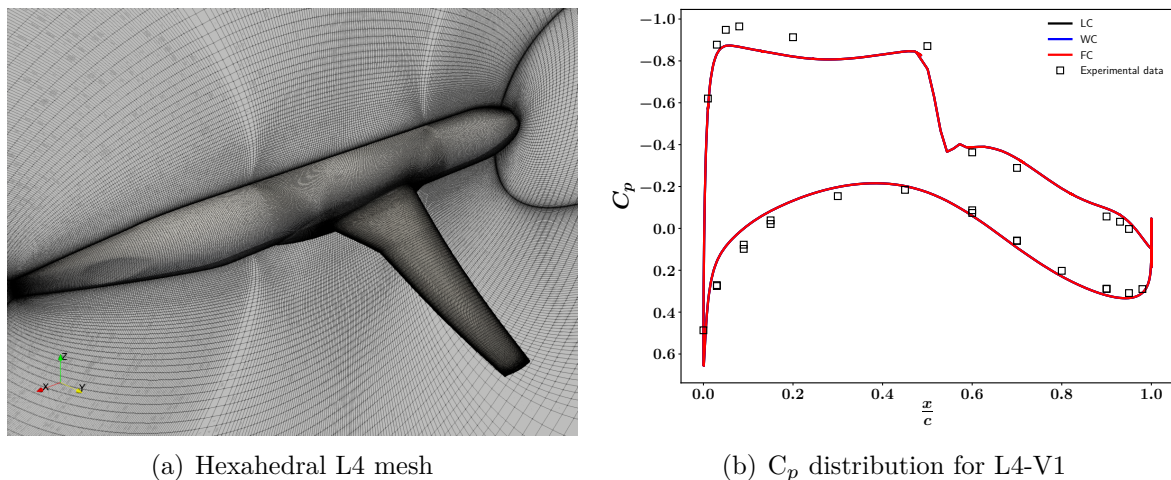 Z
X
Y
(a) Hexahedral L4 mesh
−1.0
−0.8
−0.6
−0.4
−0.2
0.0
0.2
0.4
0.6
C_p
0.0
0.2
0.4
0.6
0.8
1.0
x
c
LC
WC
FC
Experimental data
(b) C_p distribution for L4-V1